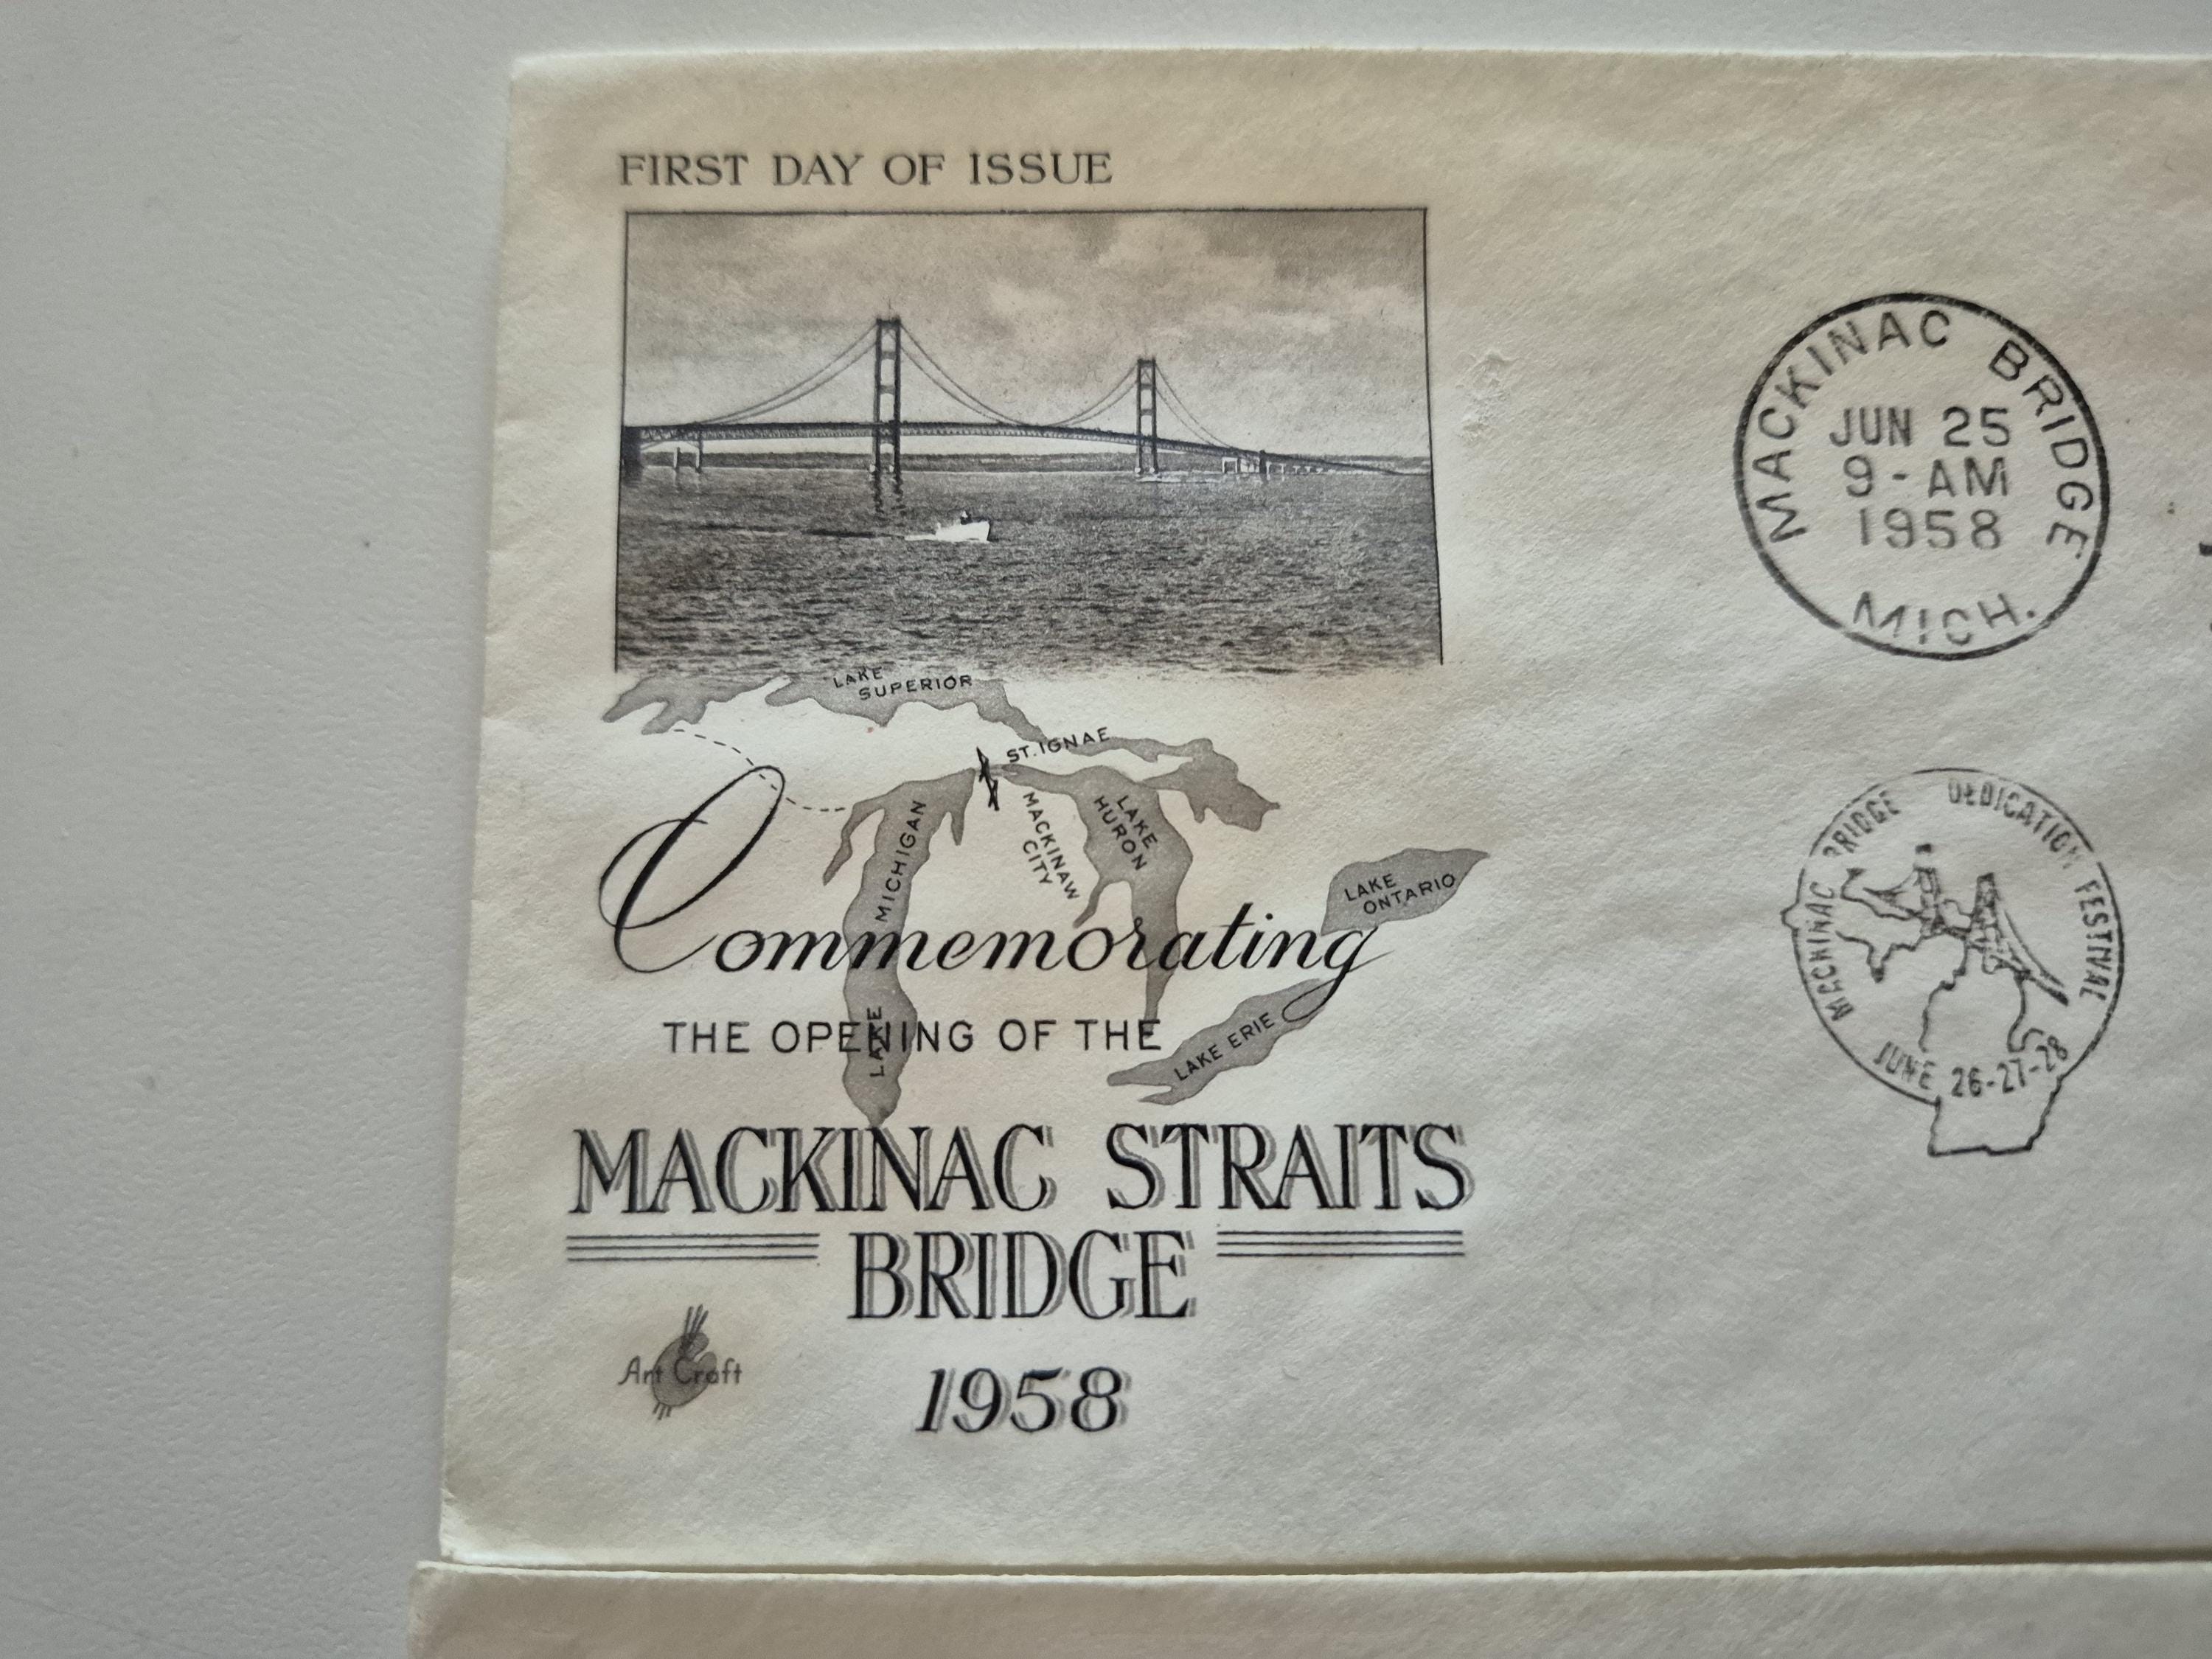 FIRST DAY OF ISSUE
LAKE
SUPERIOR
ST. IGNAE
MACKINAW
CITY
LAKE
HURON
LAKE MICHIGAN
LAKE
ONTARIO
LAKE ERIE
Commemorating
THE OPENING OF THE
MACKINAC STRAITS
BRIDGE
1958
Art Craft
MACKINAC BRIDGE
JUN 25
9-AM
1958
MICH.
MACKINAC BRIDGE DEDICATION FESTIVAL
JUNE 26-27-28